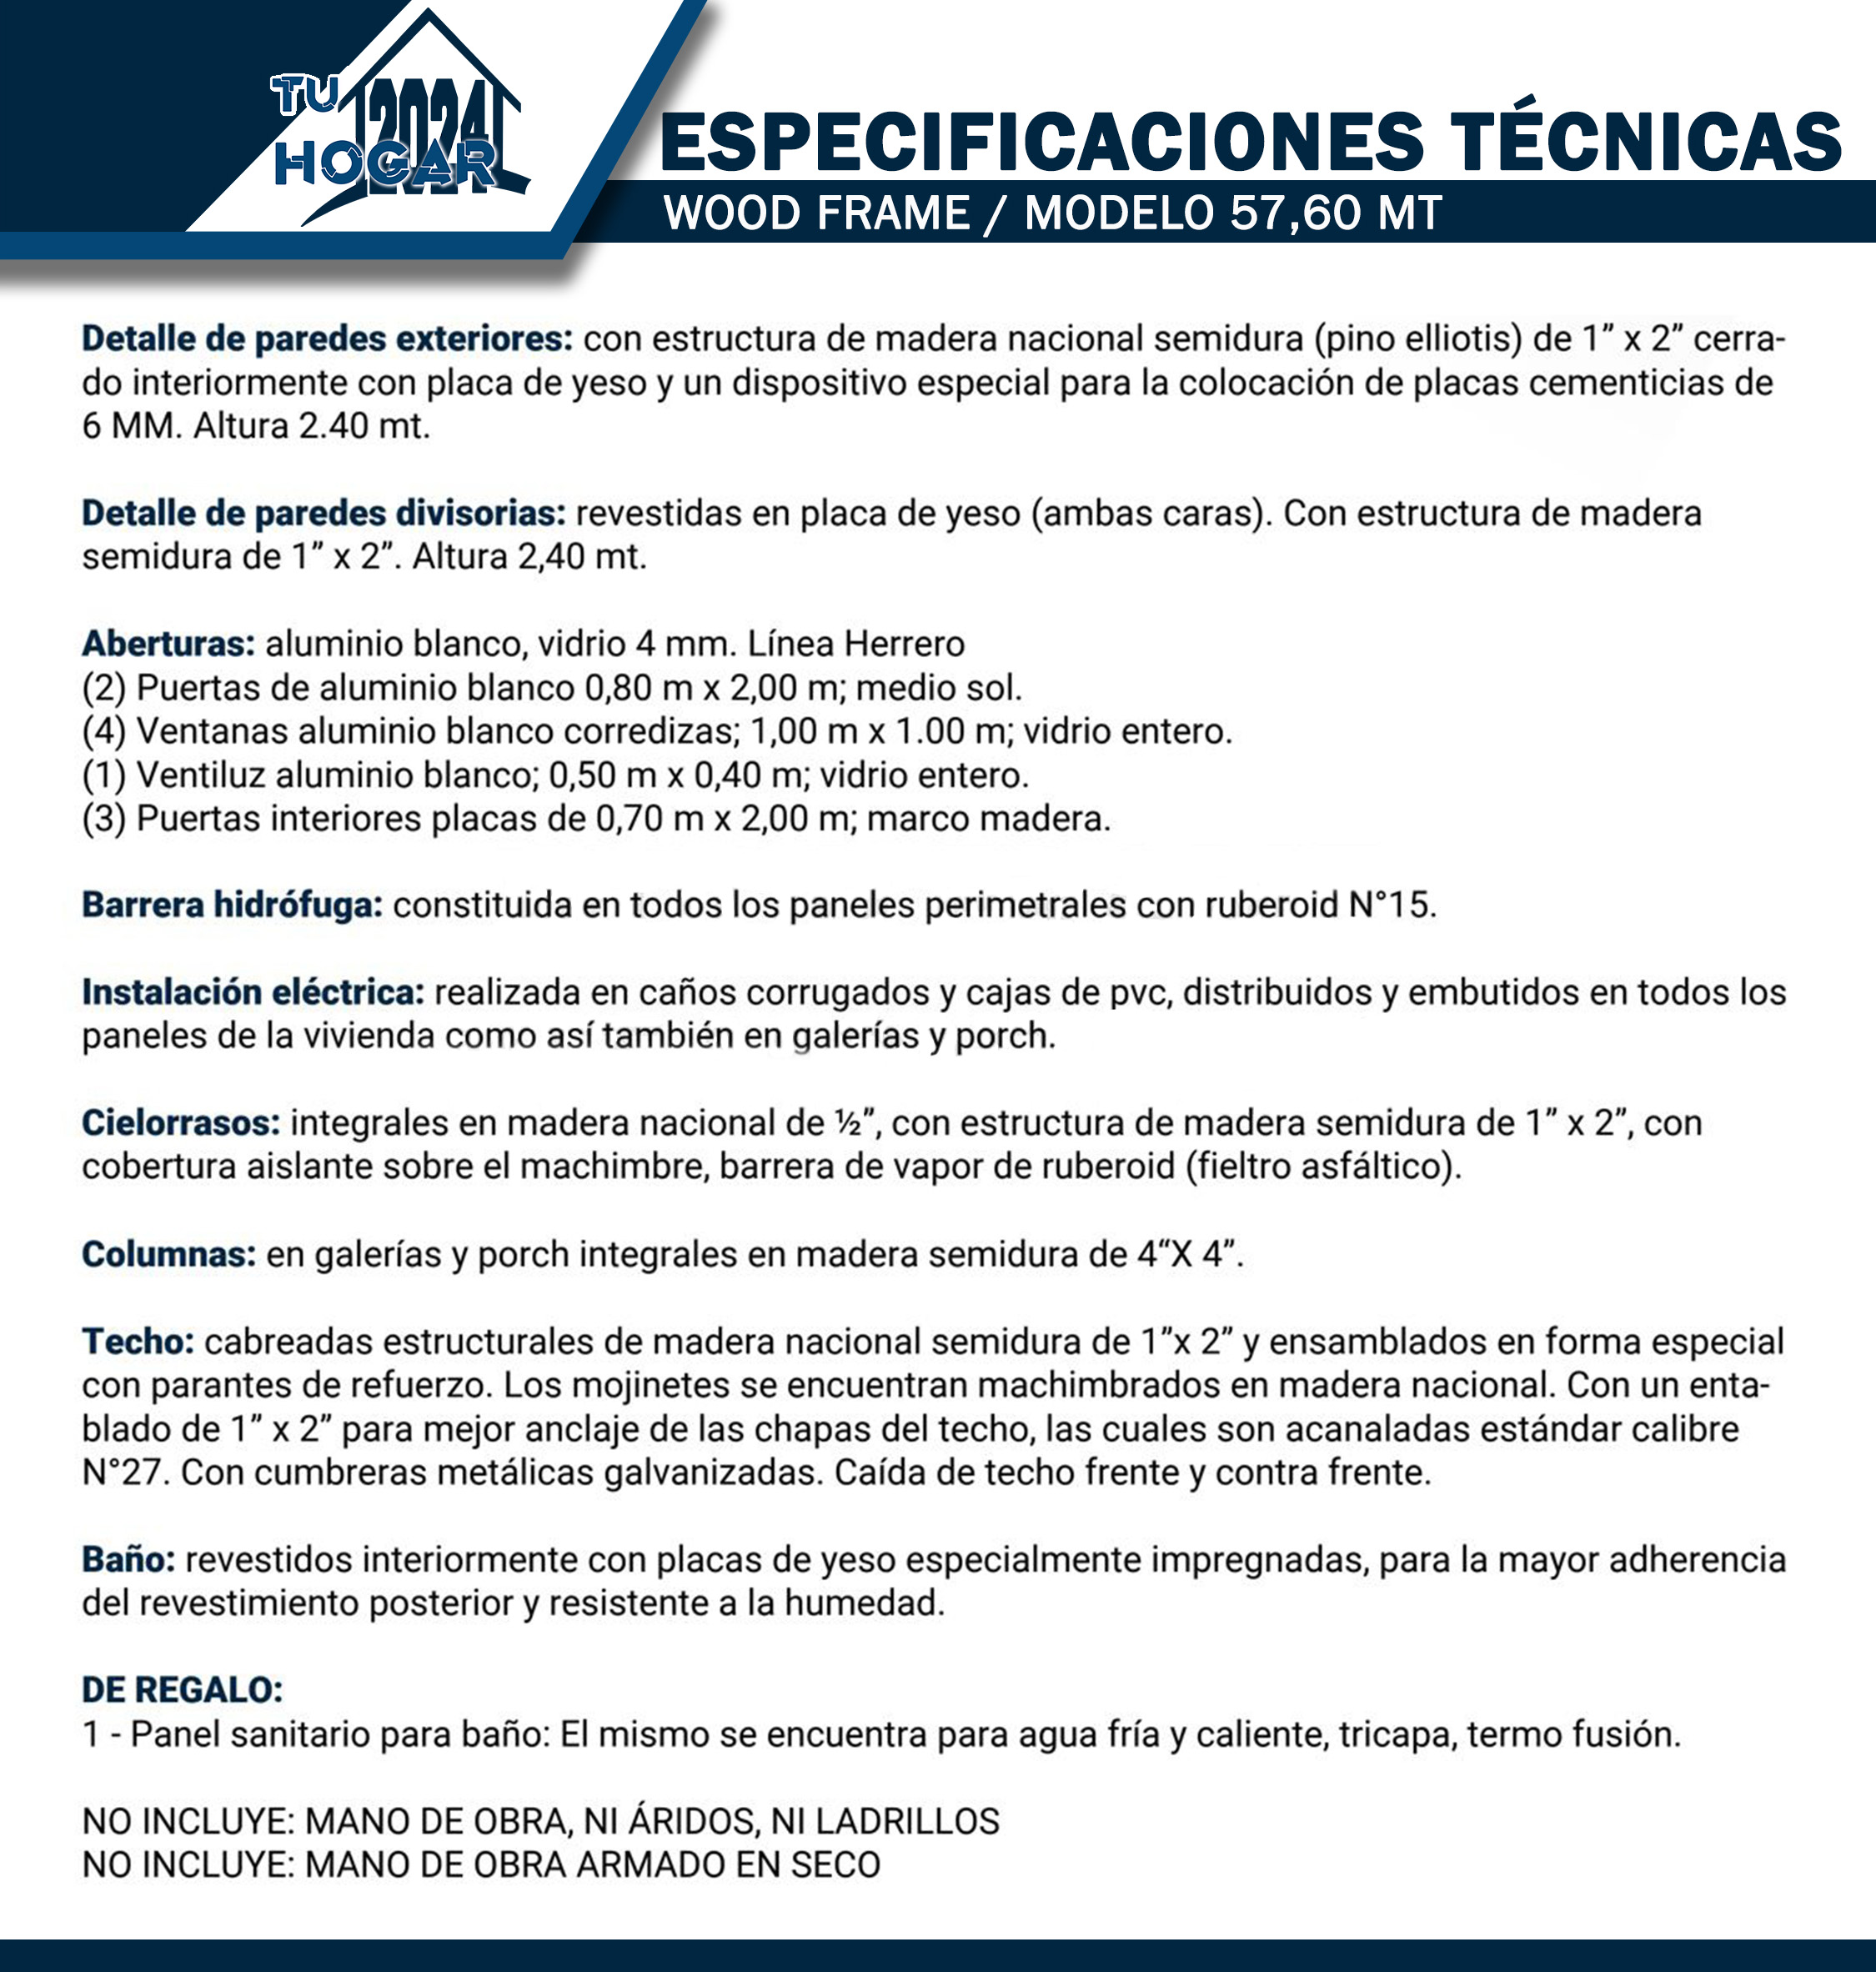 TU
2024
HOGAR
ESPECIFICACIONES TÉCNICAS
WOOD FRAME / MODELO 57,60 MT
Detalle de paredes exteriores: con estructura de madera nacional semidura (pino elliotis) de 1” x 2” cerra-
do interiormente con placa de yeso y un dispositivo especial para la colocación de placas cementicias de
6 MM. Altura 2.40 mt.
Detalle de paredes divisorias: revestidas en placa de yeso (ambas caras). Con estructura de madera
semidura de 1” x 2”. Altura 2,40 mt.
Aberturas: aluminio blanco, vidrio 4 mm. Línea Herrero
(2) Puertas de aluminio blanco 0,80 m x 2,00 m; medio sol.
(4) Ventanas aluminio blanco corredizas; 1,00 m x 1.00 m; vidrio entero.
(1) Ventiluz aluminio blanco; 0,50 m x 0,40 m; vidrio entero.
(3) Puertas interiores placas de 0,70 m x 2,00 m; marco madera.
Barrera hidrófuga: constituida en todos los paneles perimetrales con ruberoid N°15.
Instalación eléctrica: realizada en caños corrugados y cajas de pvc, distribuidos y embutidos en todos los
paneles de la vivienda como así también en galerías y porch.
Cielorrasos: integrales en madera nacional de ½”, con estructura de madera semidura de 1” x 2”, con
cobertura aislante sobre el machimbre, barrera de vapor de ruberoid (fieltro asfáltico).
Columnas: en galerías y porch integrales en madera semidura de 4“X 4”.
Techo: cabreadas estructurales de madera nacional semidura de 1”x 2” y ensamblados en forma especial
con parantes de refuerzo. Los mojinetes se encuentran machimbrados en madera nacional. Con un enta-
blado de 1” x 2” para mejor anclaje de las chapas del techo, las cuales son acanaladas estándar calibre
N°27. Con cumbreras metálicas galvanizadas. Caída de techo frente y contra frente.
Baño: revestidos interiormente con placas de yeso especialmente impregnadas, para la mayor adherencia
del revestimiento posterior y resistente a la humedad.
DE REGALO:
1 - Panel sanitario para baño: El mismo se encuentra para agua fría y caliente, tricapa, termo fusión.
NO INCLUYE: MANO DE OBRA, NI ÁRIDOS, NI LADRILLOS
NO INCLUYE: MANO DE OBRA ARMADO EN SECO